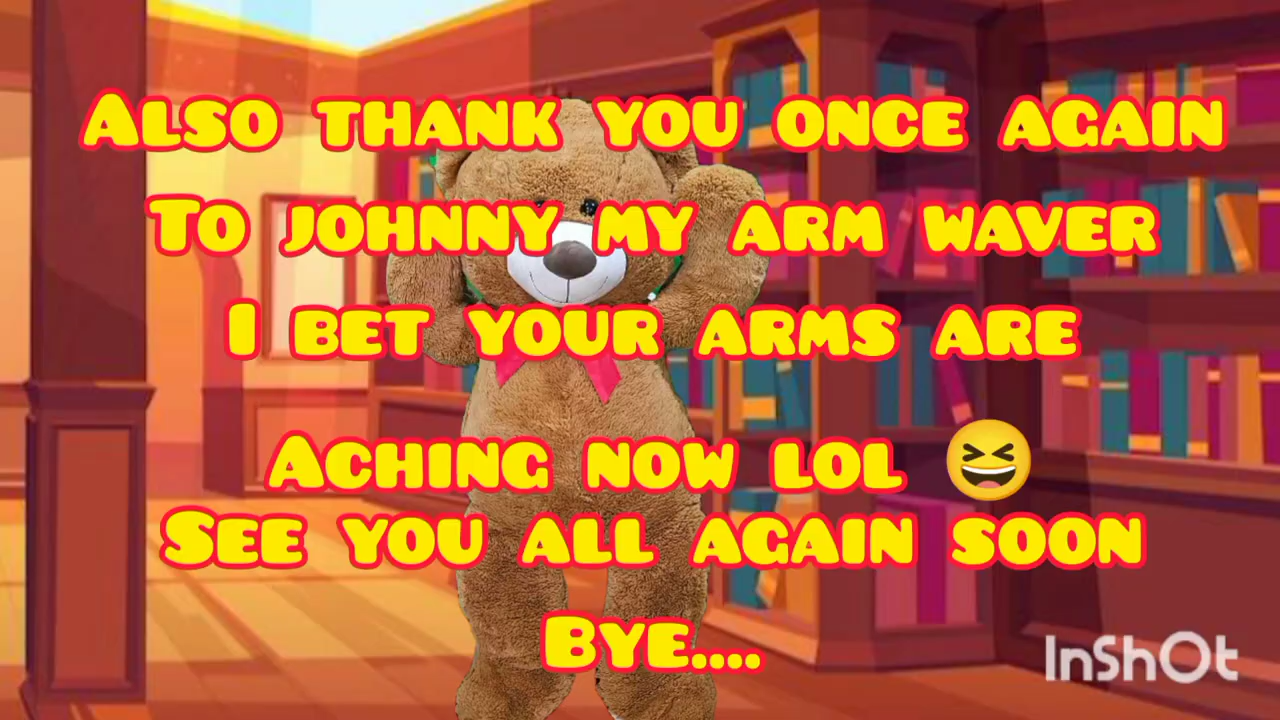 Also thank you once again
To johnny my arm waver
I bet your arms are
Aching now lol 😆
See you all again soon
Bye....
InShOt